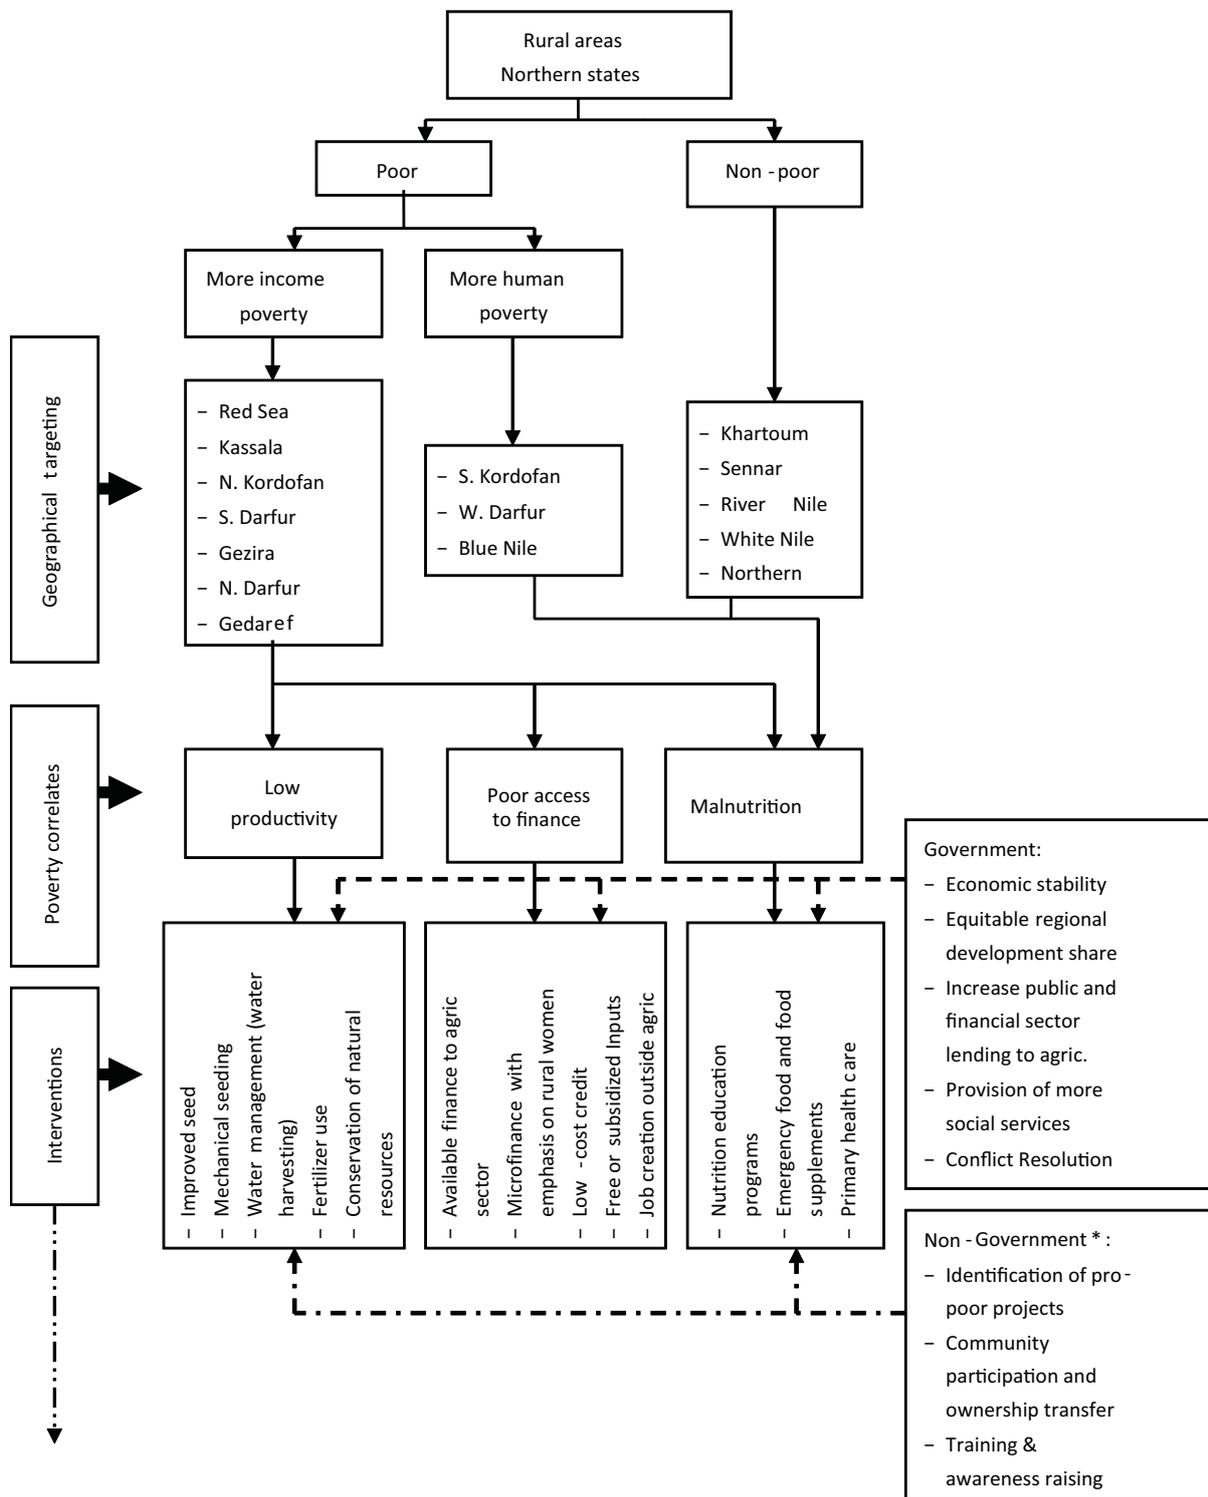 Rural areas
Northern states
Poor
Non - poor
More income
poverty
More human
poverty
Geographical targeting
– Red Sea
– Kassala
– N. Kordofan
– S. Darfur
– Gezira
– N. Darfur
– Gedaref
– S. Kordofan
– W. Darfur
– Blue Nile
– Khartoum
– Sennar
– River Nile
– White Nile
– Northern
Poverty correlates
Low
productivity
Poor access
to finance
Malnutrition
Interventions
– Improved seed
– Mechanical seeding
– Water management (water
harvesting)
– Fertilizer use
– Conservation of natural
resources
– Available finance to agric
sector
– Microfinance with
emphasis on rural women
– Low - cost credit
– Free or subsidized Inputs
– Job creation outside agric
– Nutrition education
programs
– Emergency food and food
supplements
– Primary health care
Government:
– Economic stability
– Equitable regional
development share
– Increase public and
financial sector
lending to agric.
– Provision of more
social services
– Conflict Resolution
Non - Government * :
– Identification of pro-
poor projects
– Community
participation and
ownership transfer
– Training &
awareness raising